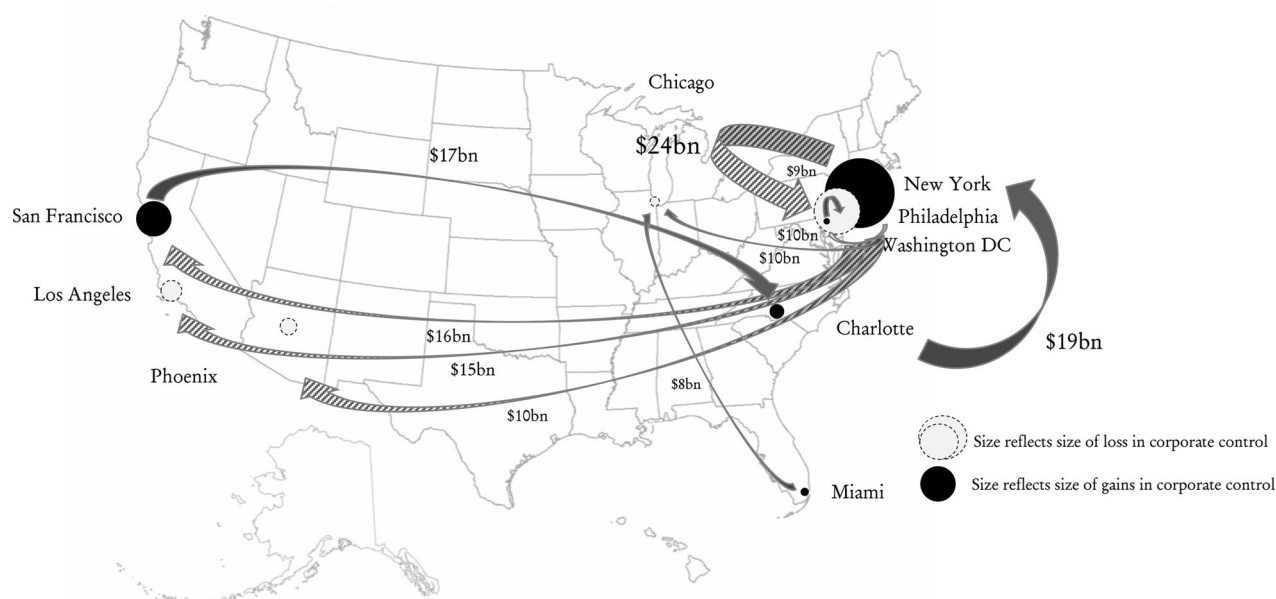 Chicago
$24bn
$17bn
$9bn
New York
San Francisco
Philadelphia
$10bn
Washington DC
$10bn
Los Angeles
Charlotte
$16bn
$19bn
$15bn
Phoenix
$8bn
$10bn
Size reflects size of loss in corporate control
Size reflects size of gains in corporate control
Miami